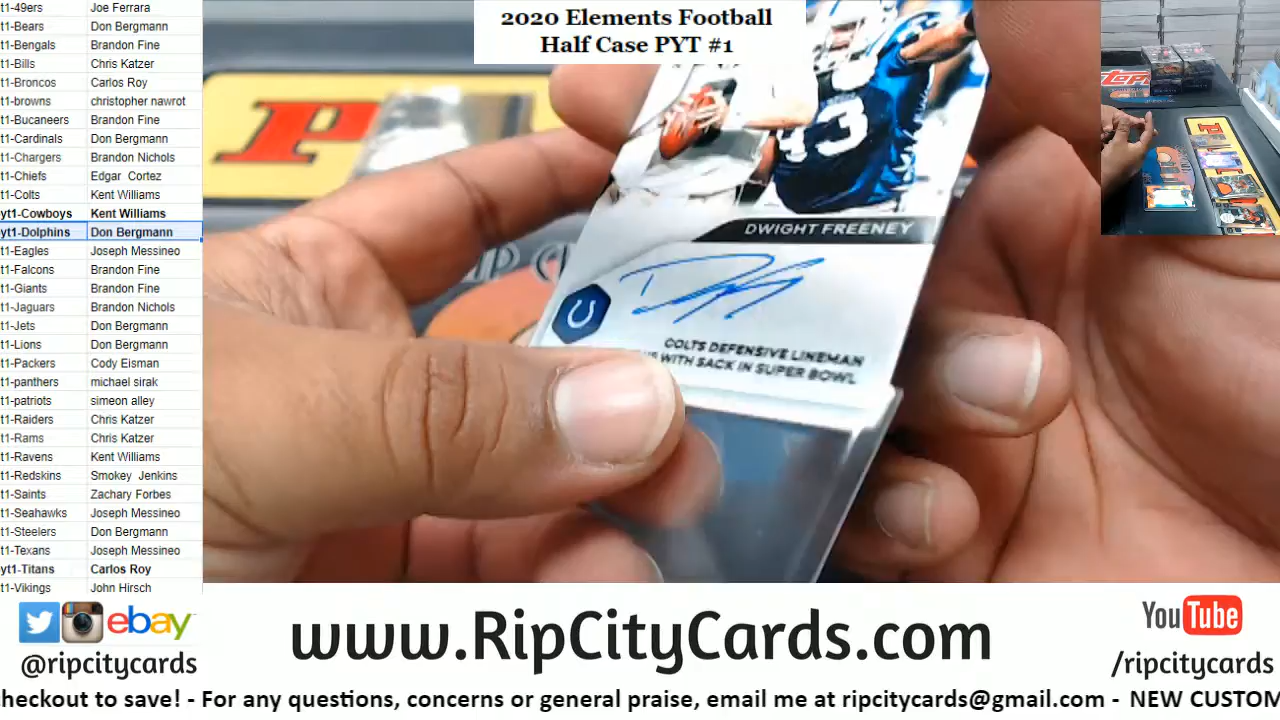 t1-49ers Joe Ferrara
t1-Bears Don Bergmann
t1-Bengals Brandon Fine
t1-Bills Chris Katzer
t1-Broncos Carlos Roy
t1-browns christopher nawrot
t1-Bucaneers Brandon Fine
t1-Cardinals Don Bergmann
t1-Chargers Brandon Nichols
t1-Chiefs Edgar Cortez
t1-Colts Kent Williams
yt1-Cowboys Kent Williams
yt1-Dolphins Don Bergmann
t1-Eagles Joseph Messineo
t1-Falcons Brandon Fine
t1-Giants Brandon Fine
t1-Jaguars Brandon Nichols
t1-Jets Don Bergmann
t1-Lions Don Bergmann
t1-Packers Cody Eisman
t1-panthers michael sirak
t1-patriots simeon alley
t1-Raiders Chris Katzer
t1-Rams Chris Katzer
t1-Ravens Kent Williams
t1-Redskins Smokey Jenkins
t1-Saints Zachary Forbes
t1-Seahawks Joseph Messineo
t1-Steelers Don Bergmann
t1-Texans Joseph Messineo
yt1-Titans Carlos Roy
t1-Vikings John Hirsch
2020 Elements Football
Half Case PYT #1
43
DWIGHT FREENEY
COLTS DEFENSIVE LINEMAN
WITH SACK IN SUPER BOWL
topps
ebay
@ripcitycards
www.RipCityCards.com
YouTube
/ripcitycards
checkout to save! - For any questions, concerns or general praise, email me at ripcitycards@gmail.com - NEW CUSTOM